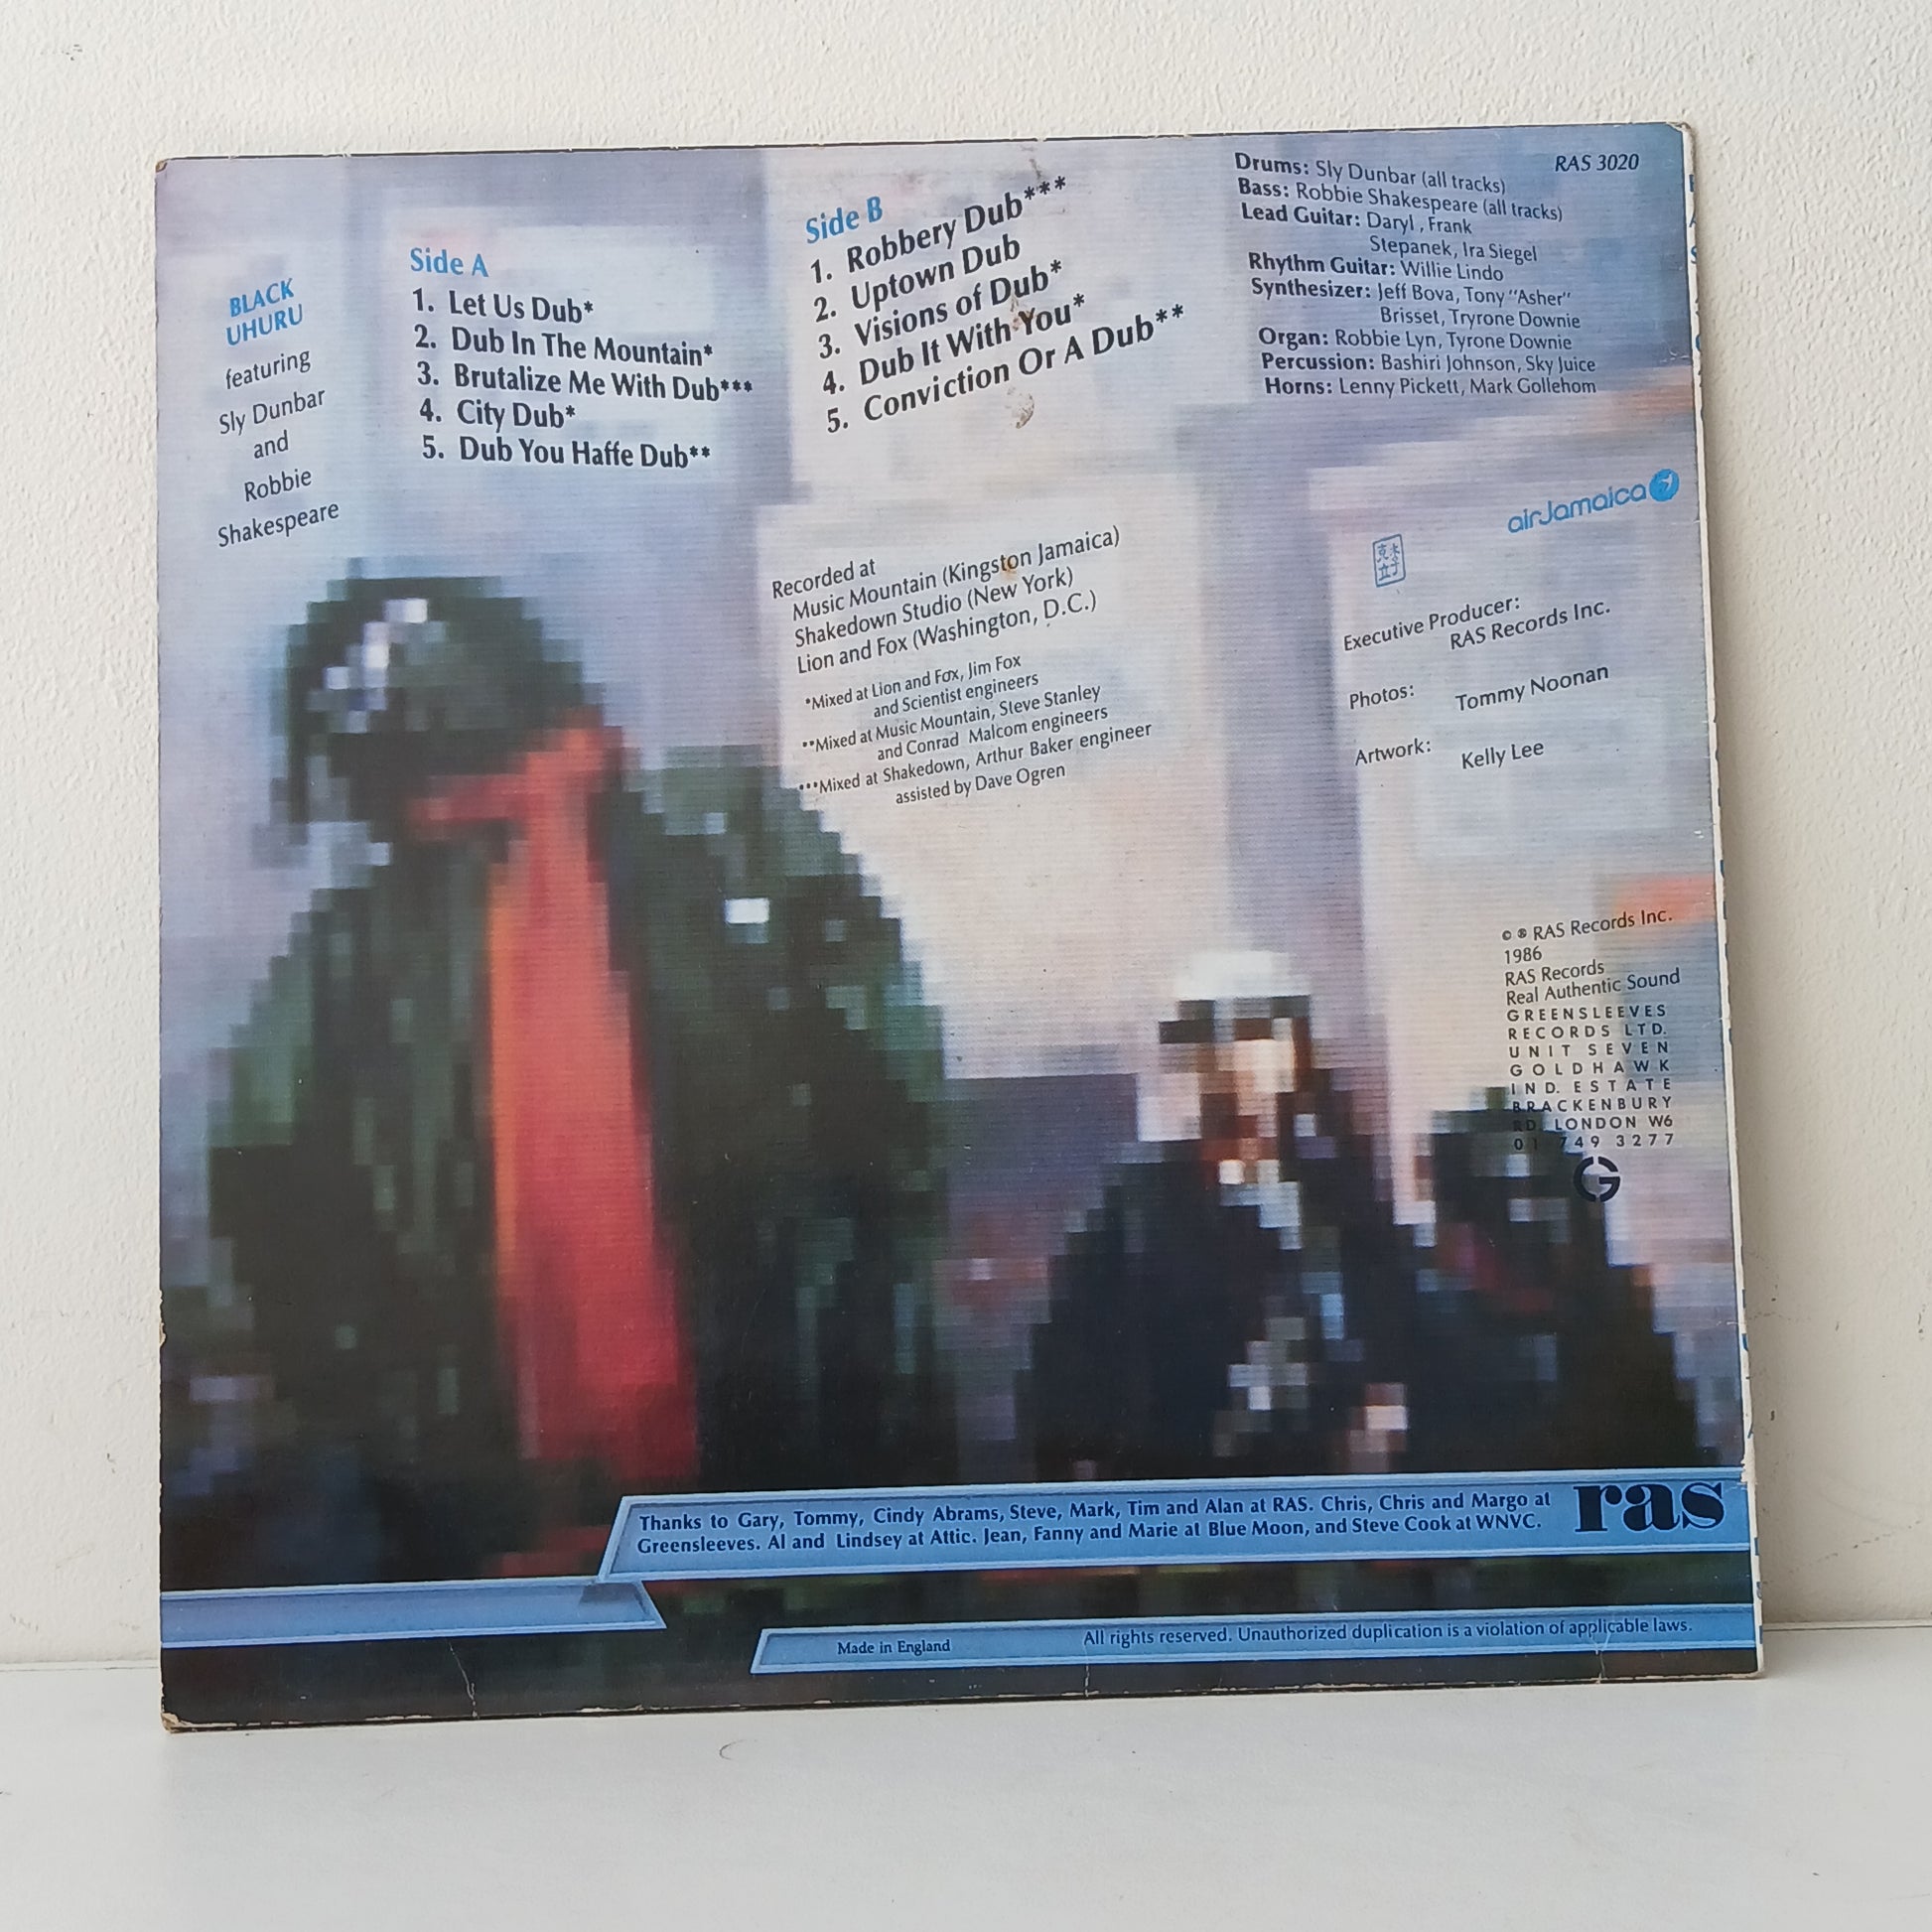 BLACK
UHURU
featuring
Sly Dunbar
and
Robbie
Shakespeare
Side A
1. Let Us Dub*
2. Dub In The Mountain*
3. Brutalize Me With Dub***
4. City Dub*
5. Dub You Haffe Dub**
Side B
1. Robbery Dub***
2. Uptown Dub
3. Visions of Dub*
4. Dub It With You*
5. Conviction Or A Dub**
RAS 3020
Drums: Sly Dunbar (all tracks)
Bass: Robbie Shakespeare (all tracks)
Lead Guitar: Daryl , Frank
Stepanek, Ira Siegel
Rhythm Guitar: Willie Lindo
Synthesizer: Jeff Bova, Tony "Asher"
Brisset, Tryrone Downie
Organ: Robbie Lyn, Tyrone Downie
Percussion: Bashiri Johnson, Sky Juice
Horns: Lenny Pickett, Mark Gollehom
Recorded at
Music Mountain (Kingston Jamaica)
Shakedown Studio (New York)
Lion and Fox (Washington, D.C.)
*Mixed at Lion and Fox, Jim Fox
and Scientist engineers
**Mixed at Music Mountain, Steve Stanley
and Conrad Malcom engineers
***Mixed at Shakedown, Arthur Baker engineer
assisted by Dave Ogren
airJamaica
Executive Producer:
RAS Records Inc.
Photos: Tommy Noonan
Artwork: Kelly Lee
© ℗ RAS Records Inc.
1986
RAS Records
Real Authentic Sound
GREENSLEEVES
RECORDS LTD.
UNIT SEVEN
GOLDHAWK
IND. ESTATE
BRACKENBURY
RD. LONDON W6
01 749 3277
G
Thanks to Gary, Tommy, Cindy Abrams, Steve, Mark, Tim and Alan at RAS. Chris, Chris and Margo at
Greensleeves. Al and Lindsey at Attic. Jean, Fanny and Marie at Blue Moon, and Steve Cook at WNVC.
ras
Made in England
All rights reserved. Unauthorized duplication is a violation of applicable laws.